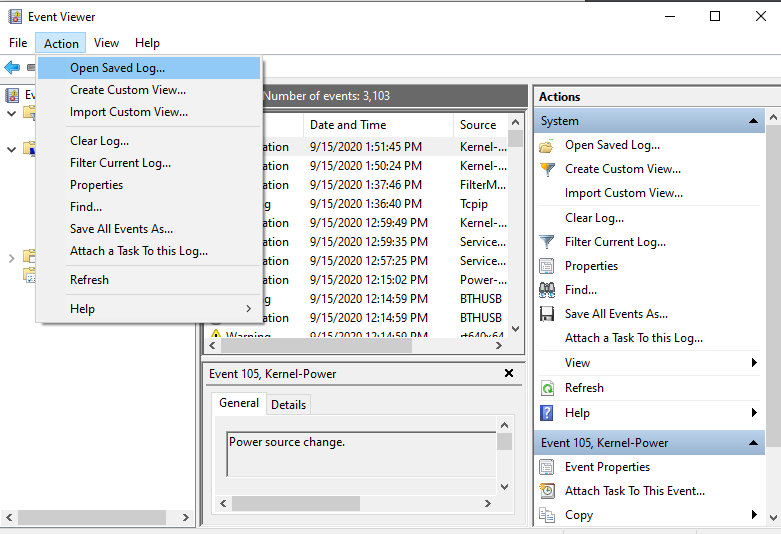 Event Viewer
File Action View Help
Open Saved Log...
Create Custom View...
Import Custom View...
Clear Log...
Filter Current Log...
Properties
Find...
Save All Events As...
Attach a Task To this Log...
Refresh
Help
Number of events: 3,103
Date and Time Source
9/15/2020 1:51:45 PM Kernel-...
9/15/2020 1:50:24 PM Kernel-...
9/15/2020 1:37:46 PM FilterM...
9/15/2020 1:36:40 PM Tcpip
9/15/2020 12:59:49 PM Kernel-...
9/15/2020 12:59:35 PM Service...
9/15/2020 12:57:25 PM Service...
9/15/2020 12:15:02 PM Power-...
9/15/2020 12:14:59 PM BTHUSB
9/15/2020 12:14:59 PM BTHUSB
Warning 9/15/2020 12:14:59 PM rt640x64
Event 105, Kernel-Power
General Details
Power source change.
Actions
System
Open Saved Log...
Create Custom View...
Import Custom View...
Clear Log...
Filter Current Log...
Properties
Find...
Save All Events As...
Attach a Task To this Log...
View
Refresh
Help
Event 105, Kernel-Power
Event Properties
Attach Task To This Event...
Copy